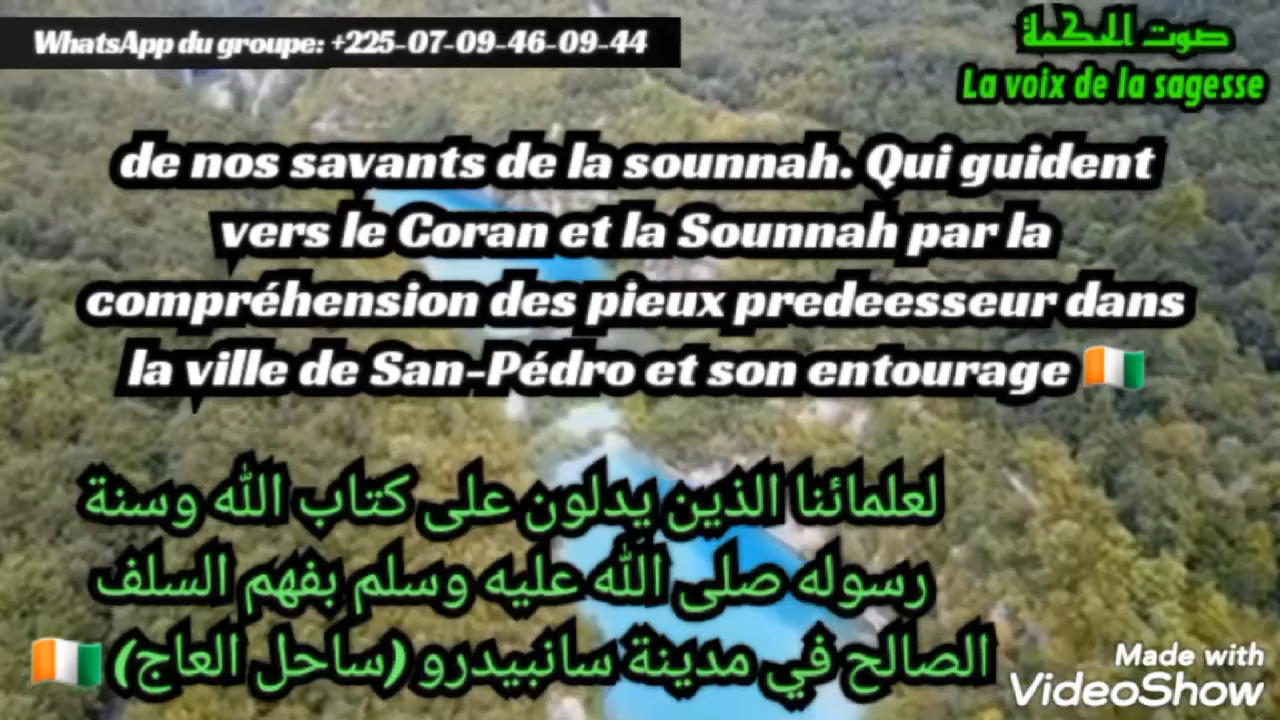 WhatsApp du groupe: +225-07-09-46-09-44
صوت الحكمة
La voix de la sagesse
de nos savants de la sounnah. Qui guident
vers le Coran et la Sounnah par la
compréhension des pieux predeesseur dans
la ville de San-Pédro et son entourage 🇨🇮
لعلمائنا الذين يدلون على كتاب الله وسنة
رسوله صلى الله عليه وسلم بفهم السلف
الصالح في مدينة سانبيدرو (ساحل العاج) 🇨🇮
Made with
VideoShow